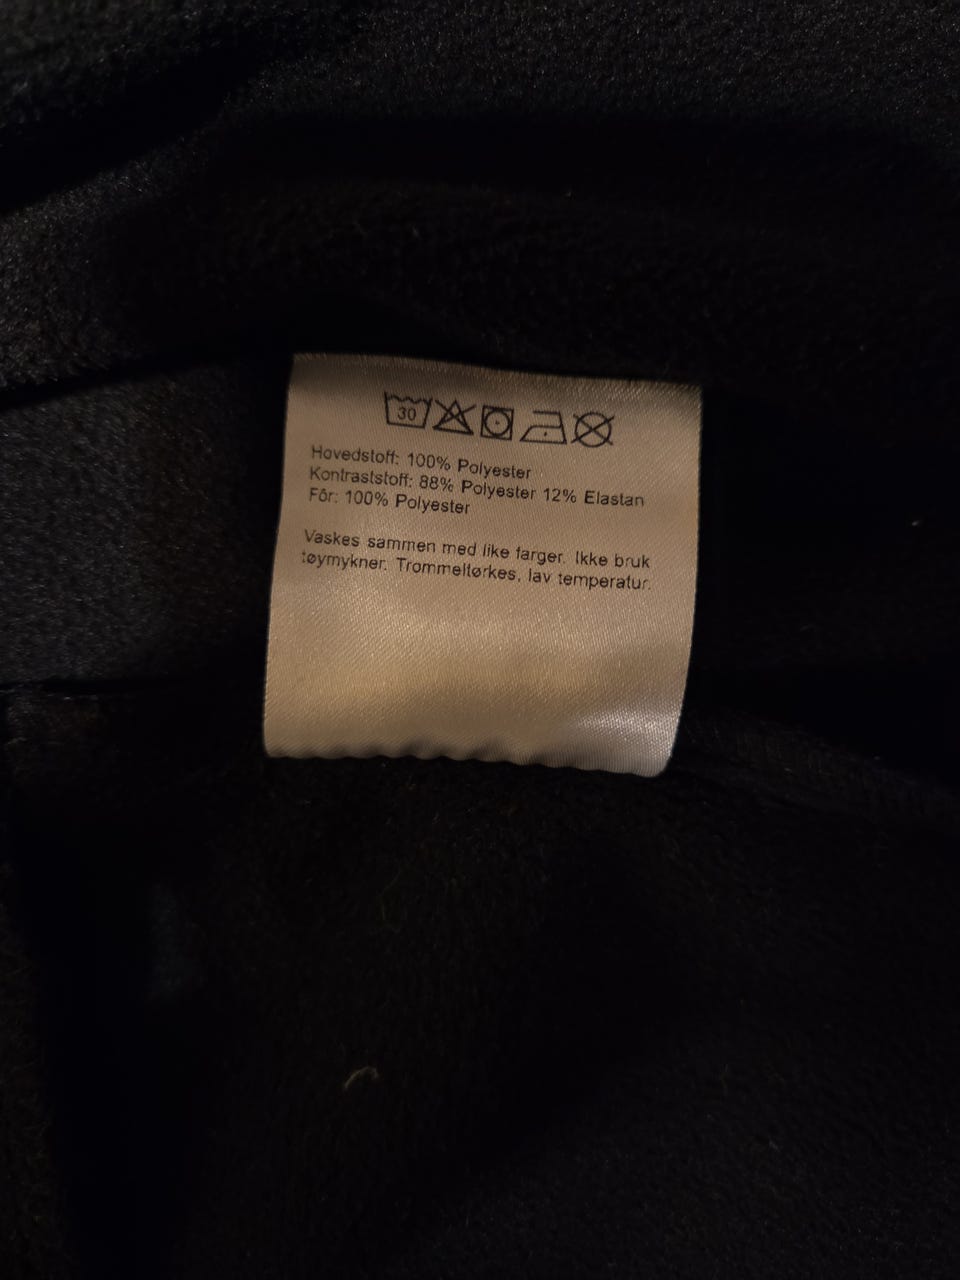 30
Hovedstoff: 100% Polyester
Kontraststoff: 88% Polyester 12% Elastan
Fôr: 100% Polyester
Vaskes sammen med like farger. Ikke bruk
tøymykner. Trommeltørkes, lav temperatur.